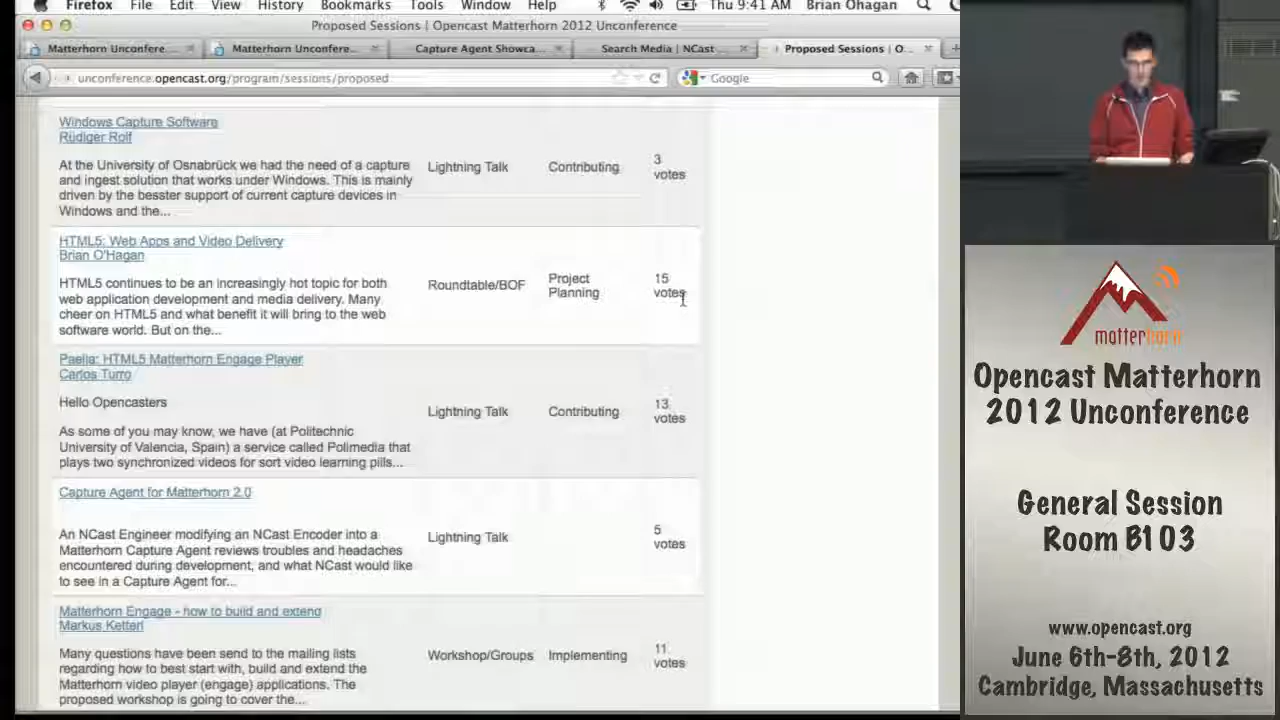 Firefox File Edit View History Bookmarks Tools Window Help Thu 9:41 AM Brian Ohagan
Proposed Sessions | Opencast Matterhorn 2012 Unconference
Matterhorn Unconfere... Matterhorn Unconfere... Capture Agent Showca... Search Media | NCast ... Proposed Sessions | O...
unconference.opencast.org/program/sessions/proposed
Google
Windows Capture Software
Rüdiger Rolf
At the University of Osnabrück we had the need of a capture
and ingest solution that works under Windows. This is mainly
driven by the besster support of current capture devices in
Windows and the...
Lightning Talk
Contributing
3
votes
HTML5: Web Apps and Video Delivery
Brian O'Hagan
HTML5 continues to be an increasingly hot topic for both
web application development and media delivery. Many
cheer on HTML5 and what benefit it will bring to the web
software world. But on the...
Roundtable/BOF
Project
Planning
15
votes
Paella: HTML5 Matterhorn Engage Player
Carlos Turro
Hello Opencasters
As some of you may know, we have (at Politechnic
University of Valencia, Spain) a service called Polimedia that
plays two synchronized videos for sort video learning pills...
Lightning Talk
Contributing
13
votes
Capture Agent for Matterhorn 2.0
An NCast Engineer modifying an NCast Encoder into a
Matterhorn Capture Agent reviews troubles and headaches
encountered during development, and what NCast would like
to see in a Capture Agent for...
Lightning Talk
5
votes
Matterhorn Engage - how to build and extend
Markus Ketterl
Many questions have been send to the mailing lists
regarding how to best start with, build and extend the
Matterhorn video player (engage) applications. The
proposed workshop is going to cover the...
Workshop/Groups
Implementing
11
votes
matterhorn
Opencast Matterhorn
2012 Unconference
General Session
Room B103
www.opencast.org
June 6th-8th, 2012
Cambridge, Massachusetts